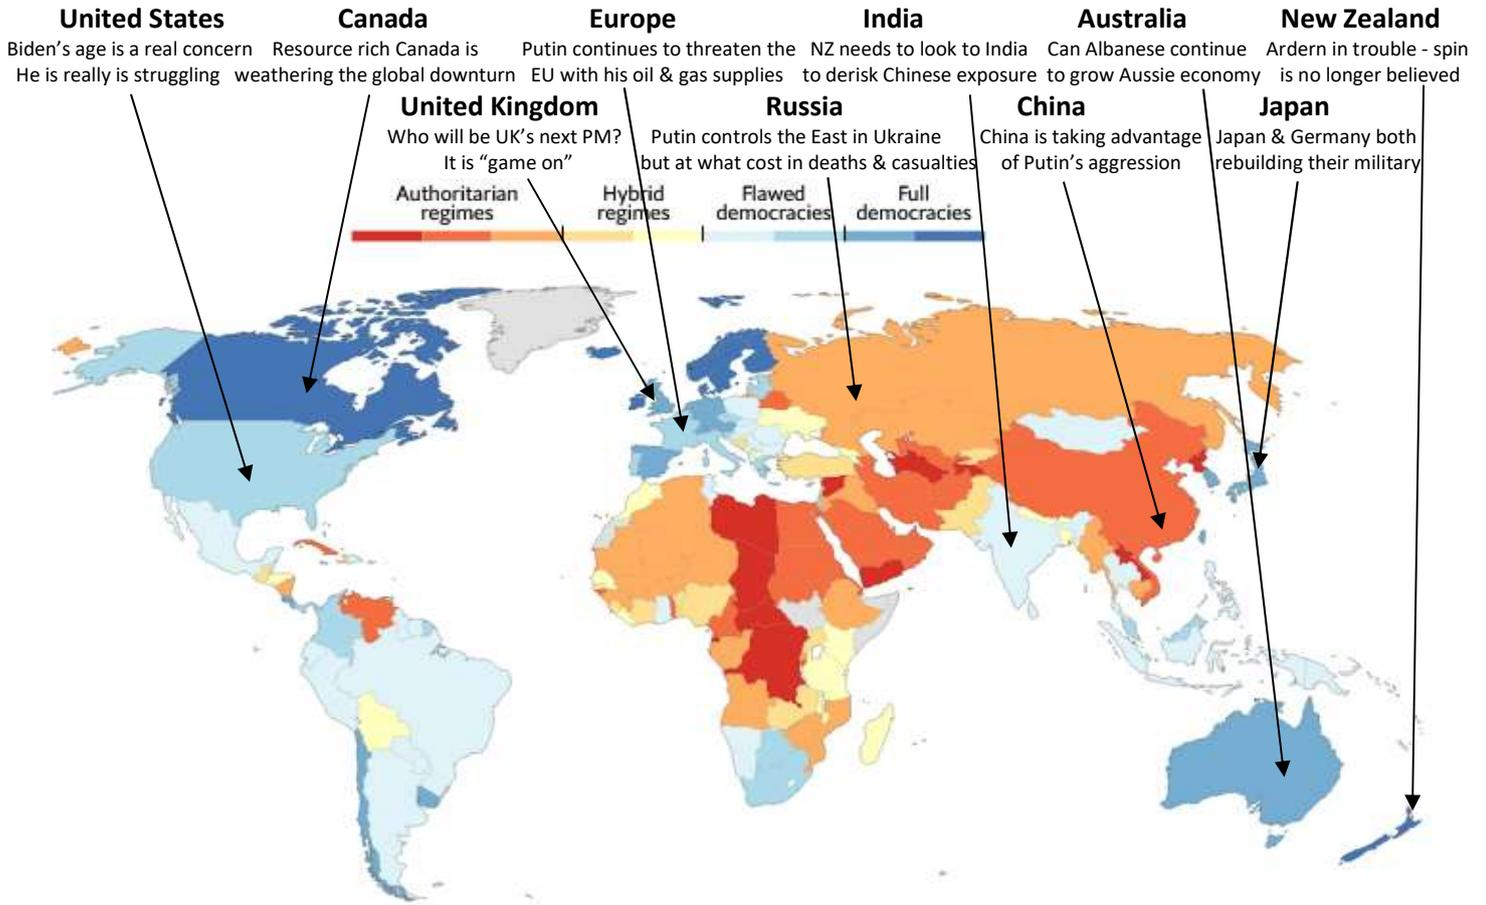 United States
Biden's age is a real concern
He is really is struggling
Canada
Resource rich Canada is
weathering the global downturn
Europe
Putin continues to threaten the
EU with his oil & gas supplies
India
NZ needs to look to India
to derisk Chinese exposure
Australia
Can Albanese continue
to grow Aussie economy
New Zealand
Ardern in trouble - spin
is no longer believed
United Kingdom
Who will be UK's next PM?
It is “game on”
Russia
Putin controls the East in Ukraine
but at what cost in deaths & casualties
China
China is taking advantage
of Putin's aggression
Japan
Japan & Germany both
rebuilding their military
Authoritarian
regimes
Hybrid
regimes
Flawed
democracies
Full
democracies